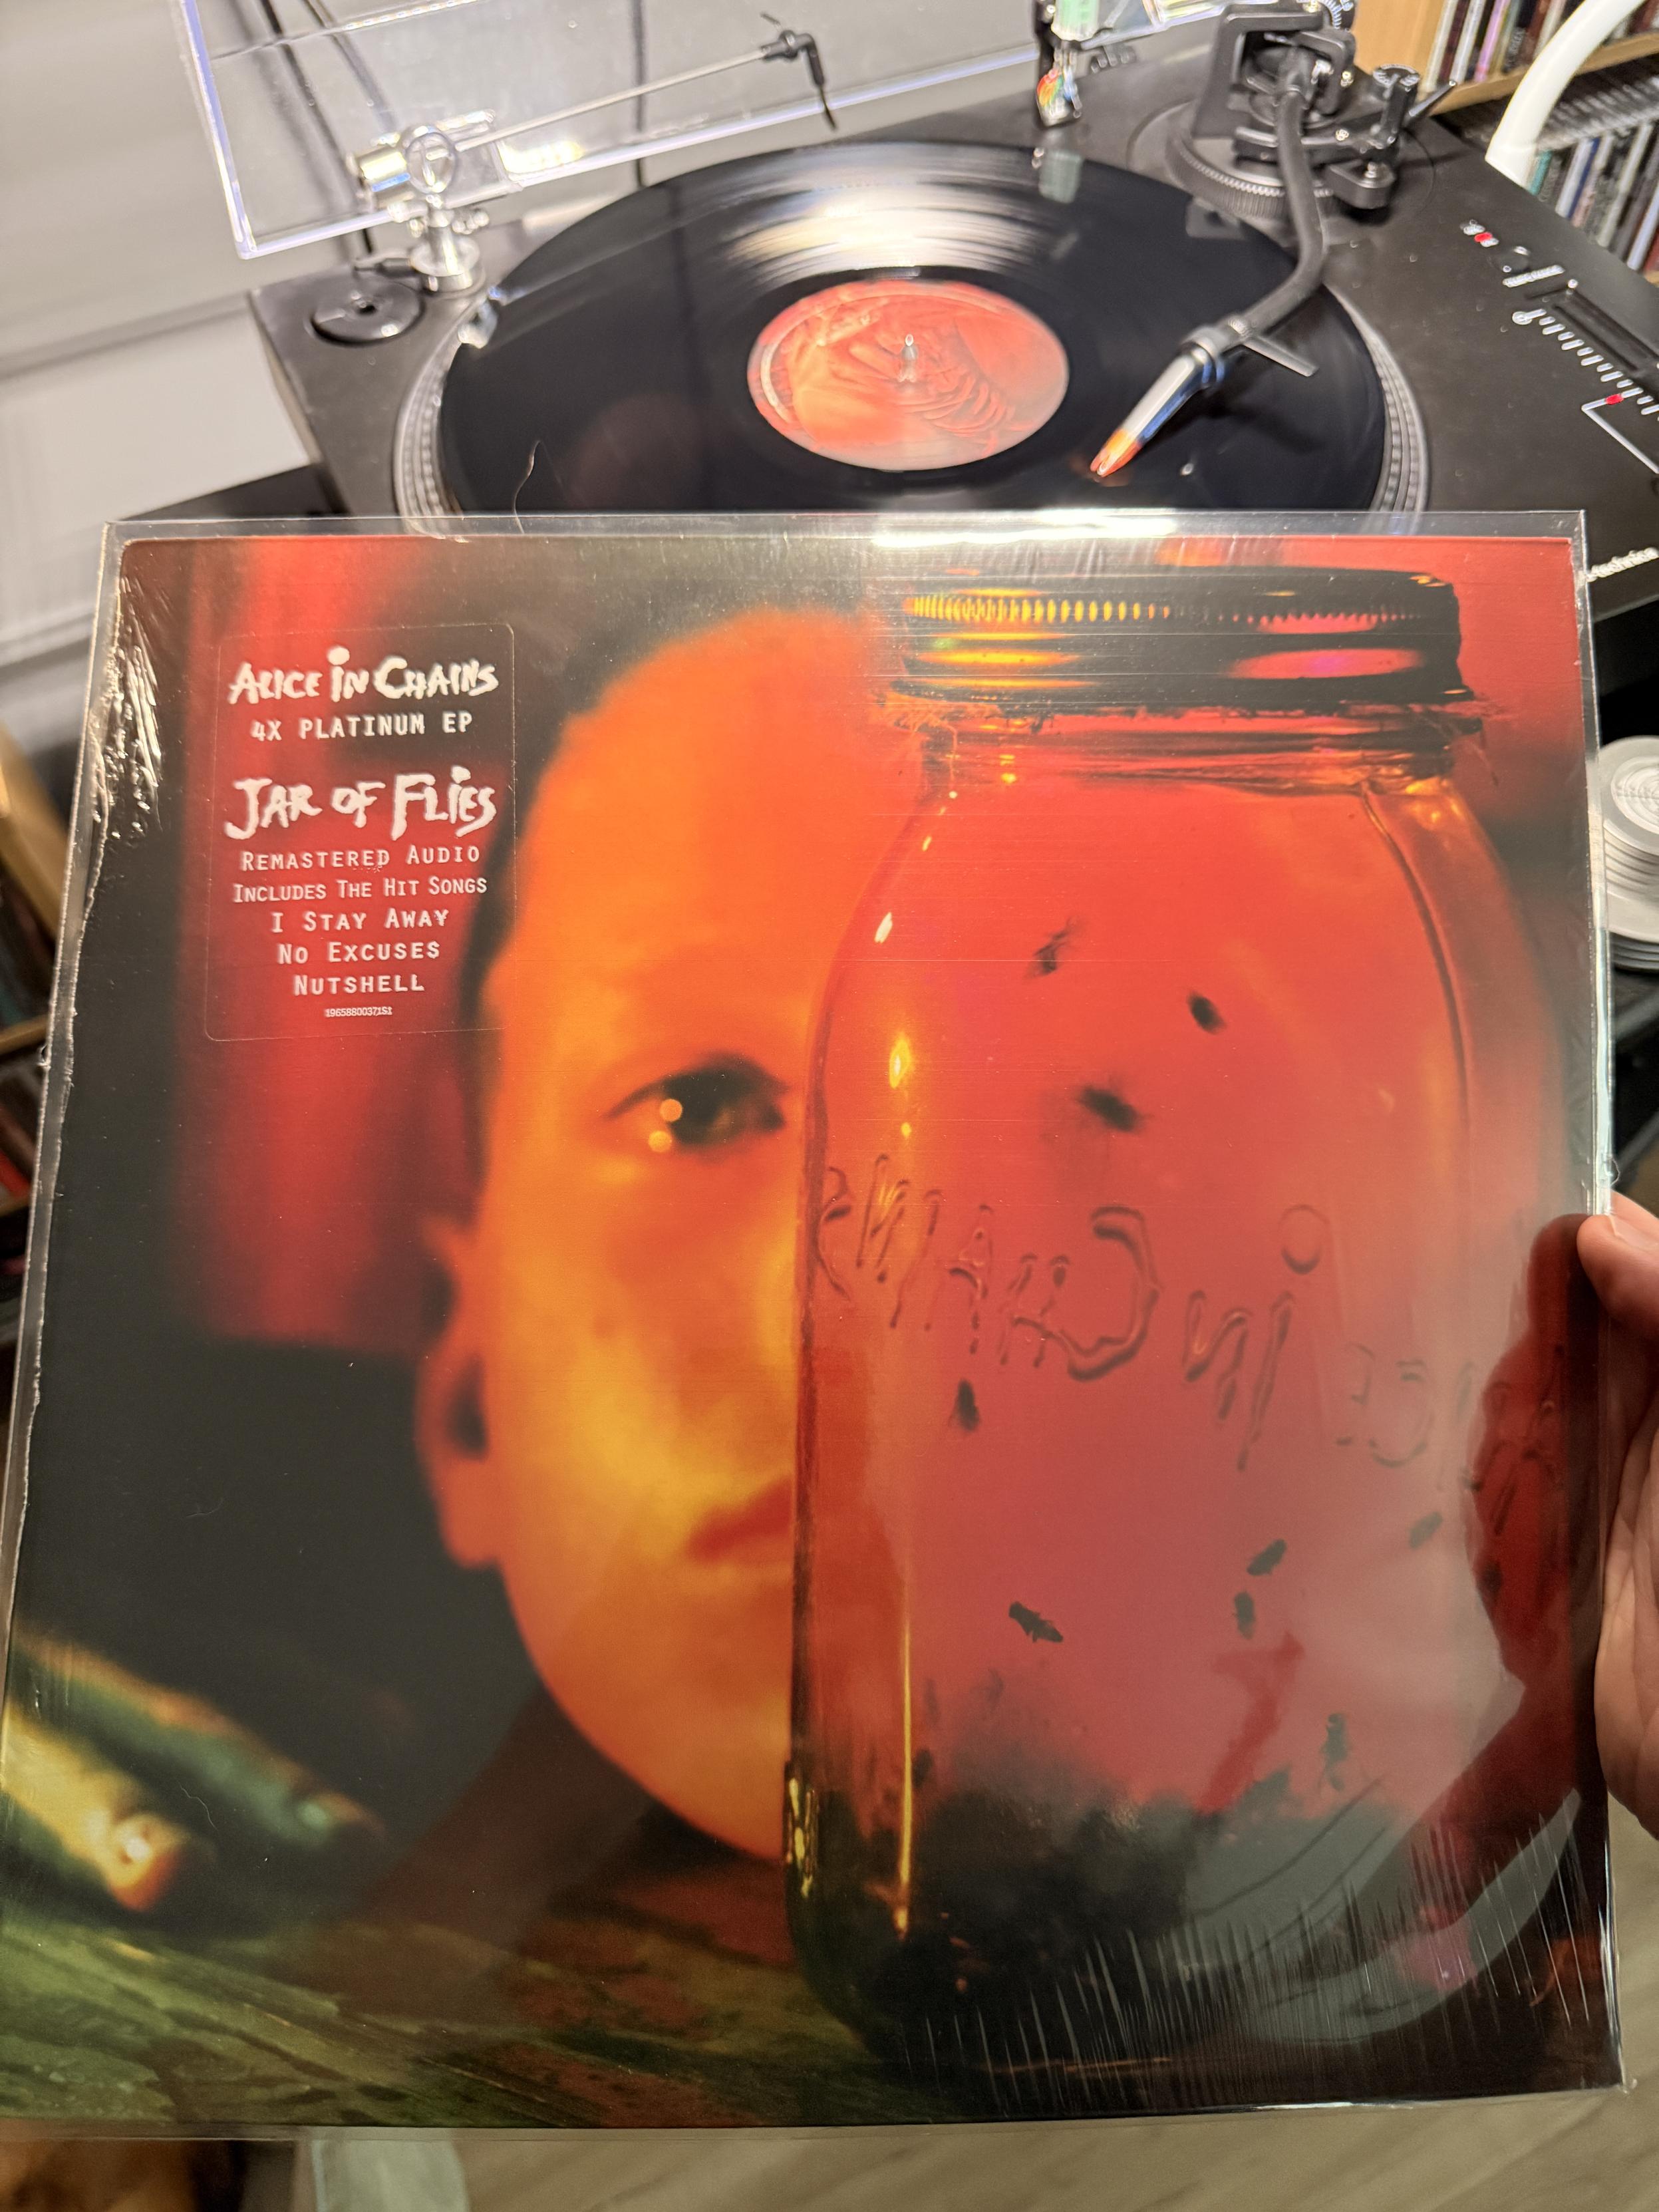 ALICE IN CHAINS
4X PLATINUM EP
JAR OF FLIES
REMASTERED AUDIO
INCLUDES THE HIT SONGS
I STAY AWAY
NO EXCUSES
NUTSHELL
19658800371S1